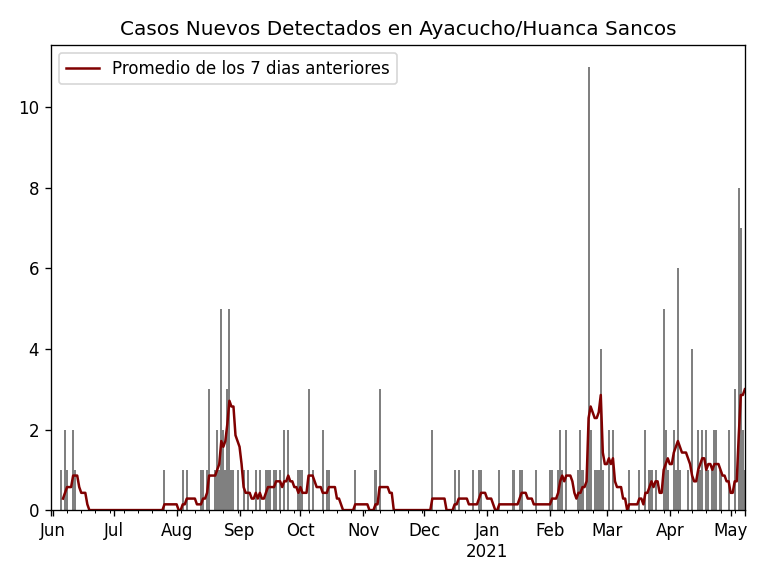 Casos Nuevos Detectados en Ayacucho/Huanca Sancos
Promedio de los 7 dias anteriores
10
8
6
4
2
0
Jun Jul Aug Sep Oct Nov Dec Jan Feb Mar Apr May
2021